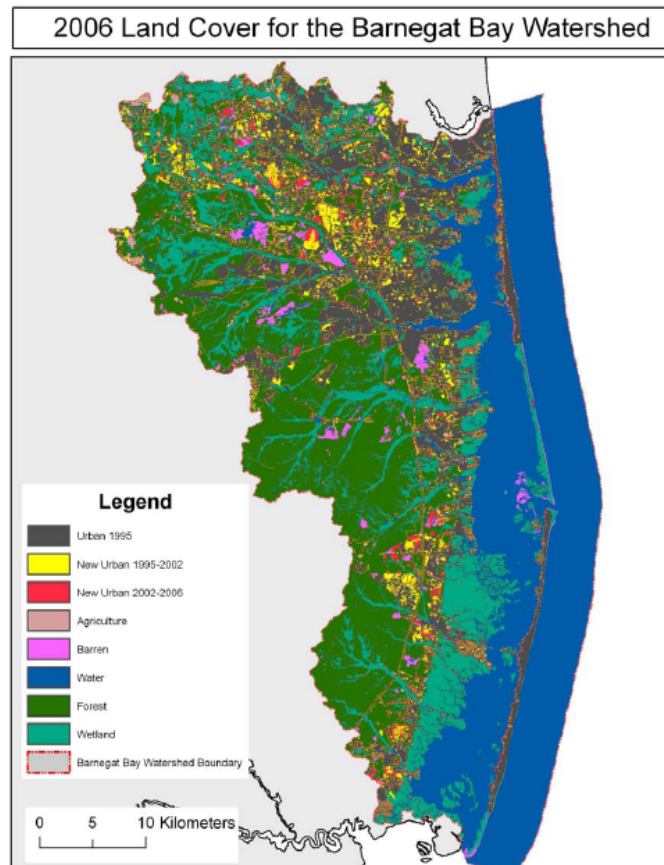 2006 Land Cover for the Barnegat Bay Watershed
Legend
Urban 1995
New Urban 1995-2002
New Urban 2002-2006
Agriculture
Barren
Water
Forest
Wetland
Barnegat Bay Watershed Boundary
0 5 10 Kilometers